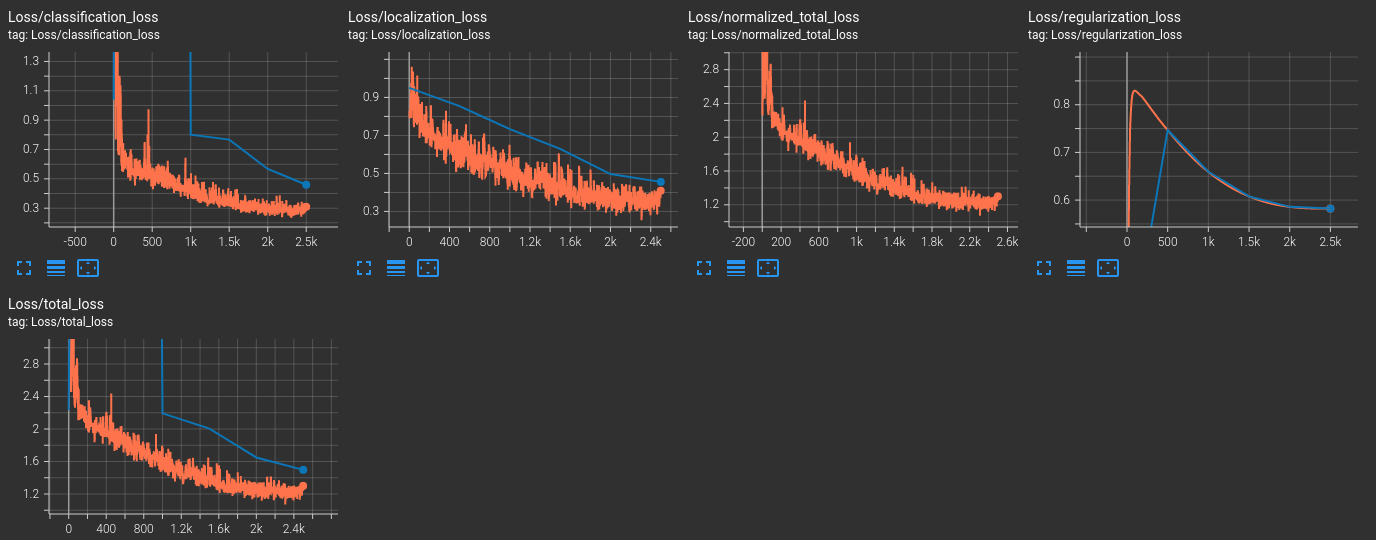 Loss/classification_loss
tag: Loss/classification_loss
1.3
1.1
0.9
0.7
0.5
0.3
-500 0 500 1k 1.5k 2k 2.5k
Loss/localization_loss
tag: Loss/localization_loss
0.9
0.7
0.5
0.3
0 400 800 1.2k 1.6k 2k 2.4k
Loss/normalized_total_loss
tag: Loss/normalized_total_loss
2.8
2.4
2
1.6
1.2
-200 200 600 1k 1.4k 1.8k 2.2k 2.6k
Loss/regularization_loss
tag: Loss/regularization_loss
0.8
0.7
0.6
0 500 1k 1.5k 2k 2.5k
Loss/total_loss
tag: Loss/total_loss
2.8
2.4
2
1.6
1.2
0 400 800 1.2k 1.6k 2k 2.4k